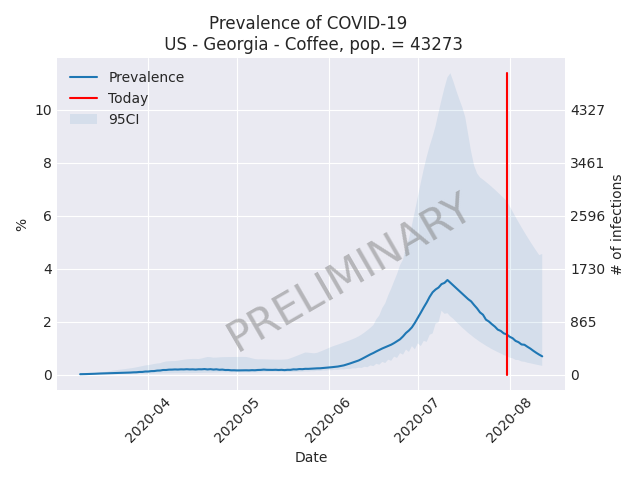 Prevalence of COVID-19
US - Georgia - Coffee, pop. = 43273
Prevalence
Today
95CI
10
8
6
4
2
0
%
4327
3461
2596
1730
865
0
# of infections
PRELIMINARY
2020-04
2020-05
2020-06
2020-07
2020-08
Date